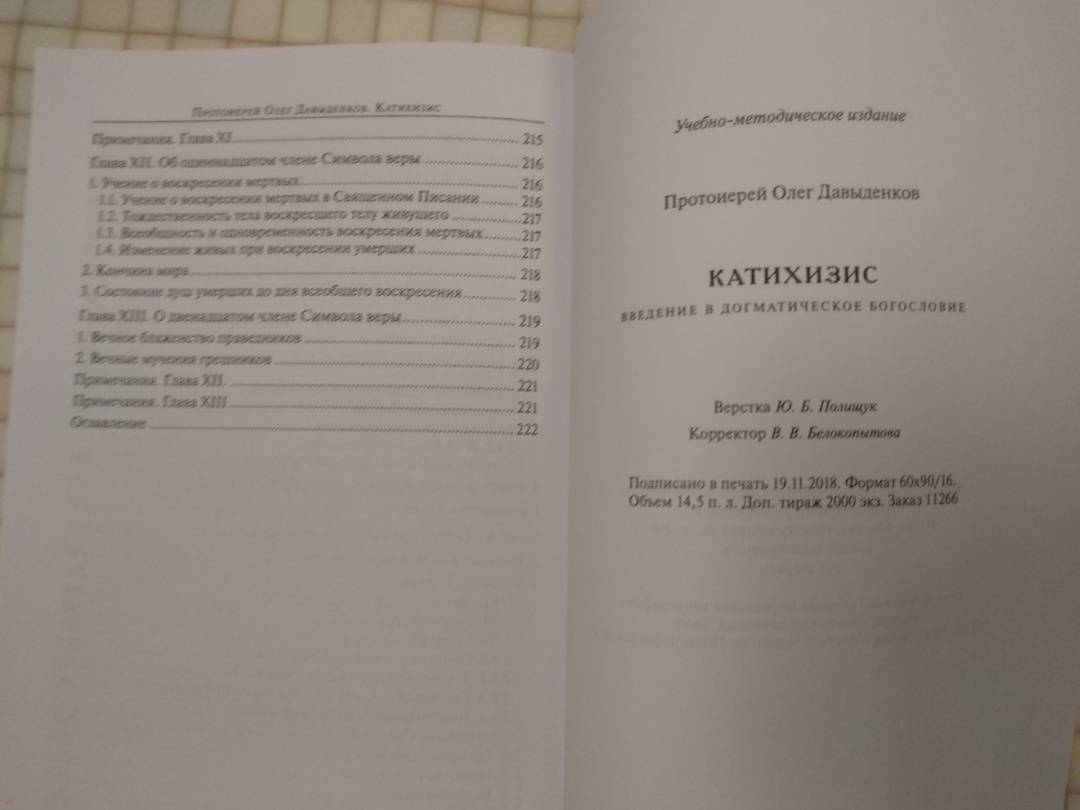 Протоиерей Олег Давыденков. Катихизис
Примечания. Глава XI 215
Глава XII. Об одиннадцатом члене Символа веры 216
1. Учение о воскресении мертвых 216
1.1. Учение о воскресении мертвых в Священном Писании 216
1.2. Тождественность тела воскресшего телу живущего 217
1.3. Всеобщность и одновременность воскресения мертвых 217
1.4. Изменение живых при воскресении умерших 217
2. Кончина мира 218
3. Состояние душ умерших до дня всеобщего воскресения 218
Глава XIII. О двенадцатом члене Символа веры 219
1. Вечное блаженство праведников 219
2. Вечные мучения грешников 220
Примечания. Глава XII. 221
Примечания. Глава XIII 221
Оглавление 222
Учебно-методическое издание
Протоиерей Олег Давыденков
КАТИХИЗИС
ВВЕДЕНИЕ В ДОГМАТИЧЕСКОЕ БОГОСЛОВИЕ
Верстка Ю. Б. Полищук
Корректор В. В. Белокопытова
Подписано в печать 19.11.2018. Формат 60х90/16.
Объем 14,5 п. л. Доп. тираж 2000 экз. Заказ 11266